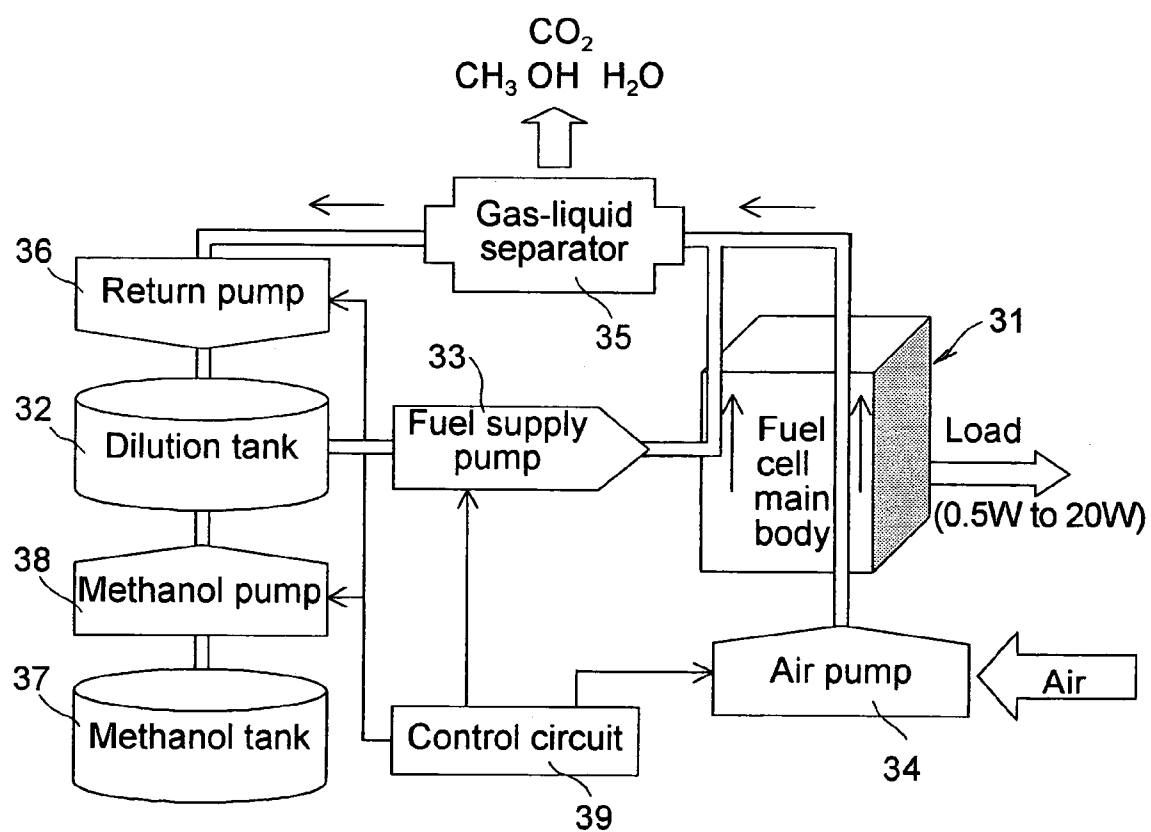 CO2
CH3 OH H2O
Gas-liquid
separator
35
36
Return pump
31
33
32
Dilution tank
Fuel supply
pump
Fuel
cell
main
body
Load
(0.5W to 20W)
38
Methanol pump
37
Methanol tank
Control circuit
39
Air pump
Air
34